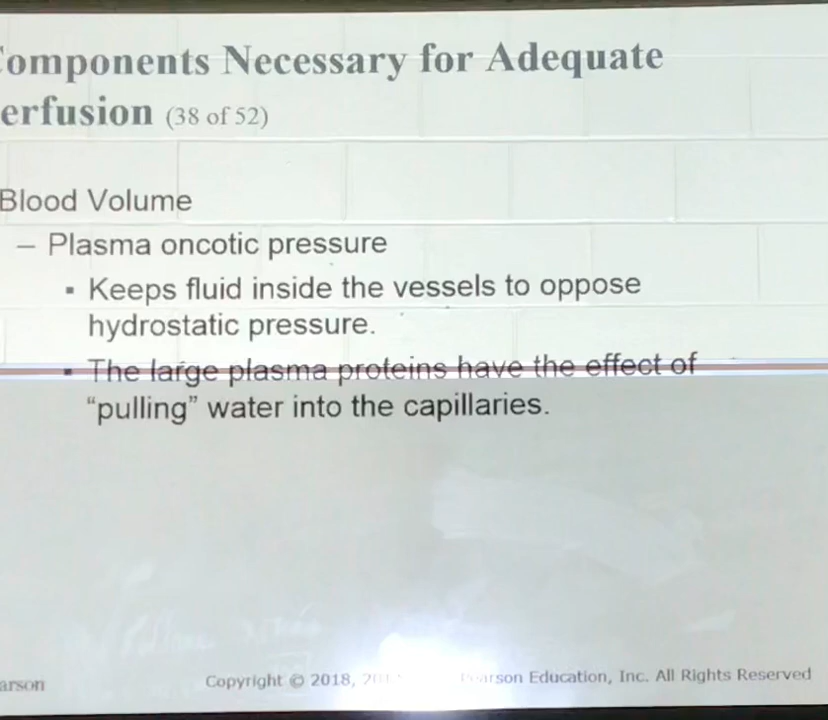 omponents Necessary for Adequate
erfusion (38 of 52)
Blood Volume
– Plasma oncotic pressure
▪ Keeps fluid inside the vessels to oppose
hydrostatic pressure.
▪ The large plasma proteins have the effect of
“pulling” water into the capillaries.
arson
Copyright © 2018, Pearson Education, Inc. All Rights Reserved